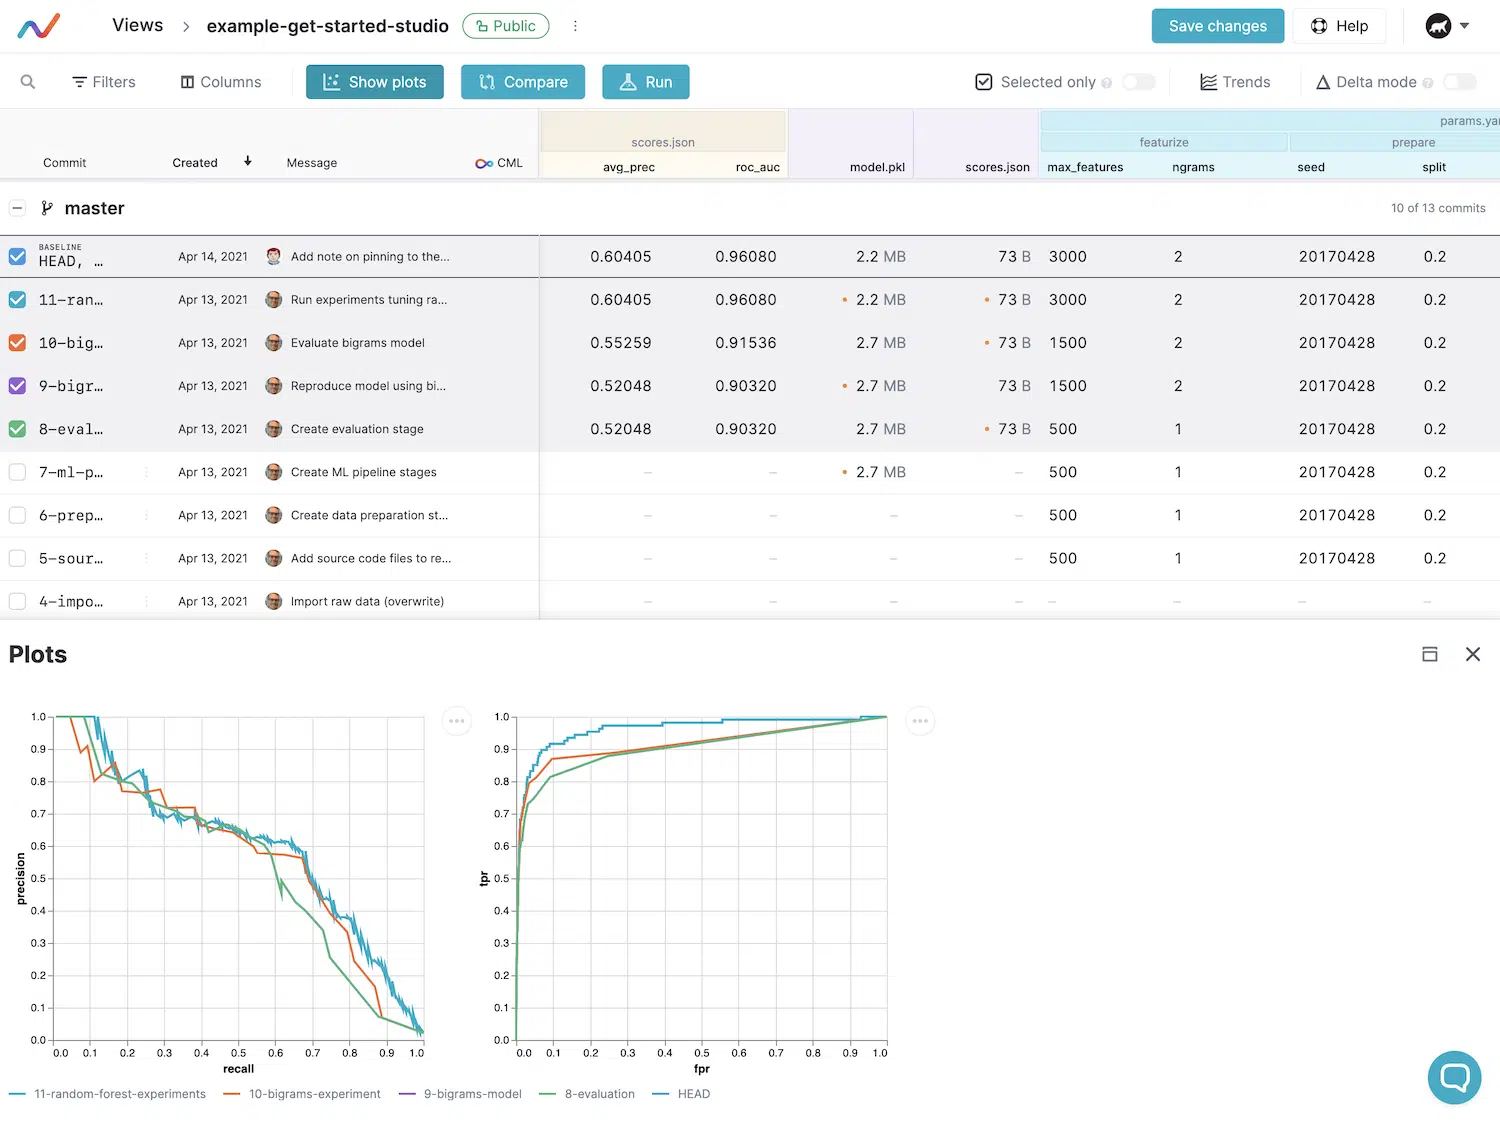 Views > example-get-started-studio Public Save changes Help
Filters Columns Show plots Compare Run Selected only Trends Delta mode
params.ya
scores.json featurize prepare
Commit Created Message CML avg_prec roc_auc model.pkl scores.json max_features ngrams seed split
master 10 of 13 commits
BASELINE
HEAD, … Apr 14, 2021 Add note on pinning to the... 0.60405 0.96080 2.2 MB 73 B 3000 2 20170428 0.2
11-ran… Apr 13, 2021 Run experiments tuning ra... 0.60405 0.96080 2.2 MB 73 B 3000 2 20170428 0.2
10-big… Apr 13, 2021 Evaluate bigrams model 0.55259 0.91536 2.7 MB 73 B 1500 2 20170428 0.2
9-bigr… Apr 13, 2021 Reproduce model using bi... 0.52048 0.90320 2.7 MB 73 B 1500 2 20170428 0.2
8-eval… Apr 13, 2021 Create evaluation stage 0.52048 0.90320 2.7 MB 73 B 500 1 20170428 0.2
7-ml-p… Apr 13, 2021 Create ML pipeline stages – – 2.7 MB – 500 1 20170428 0.2
6-prep… Apr 13, 2021 Create data preparation st... – – – – 500 1 20170428 0.2
5-sour… Apr 13, 2021 Add source code files to re... – – – – 500 1 20170428 0.2
4-impo… Apr 13, 2021 Import raw data (overwrite) – – – – – – – –
Plots
precision
1.0
0.9
0.8
0.7
0.6
0.5
0.4
0.3
0.2
0.1
0.0
0.0 0.1 0.2 0.3 0.4 0.5 0.6 0.7 0.8 0.9 1.0
recall
tpr
1.0
0.9
0.8
0.7
0.6
0.5
0.4
0.3
0.2
0.1
0.0
0.0 0.1 0.2 0.3 0.4 0.5 0.6 0.7 0.8 0.9 1.0
fpr
11-random-forest-experiments 10-bigrams-experiment 9-bigrams-model 8-evaluation HEAD